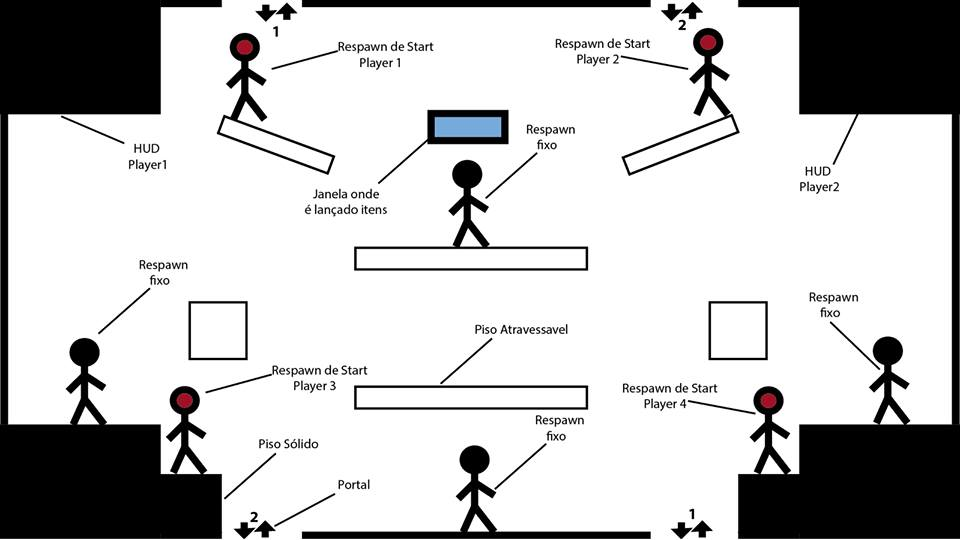 1
2
Respawn de Start
Player 1
Respawn de Start
Player 2
Respawn
fixo
HUD
Player1
HUD
Player2
Janela onde
é lançado itens
Respawn
fixo
Respawn
fixo
Piso Atravessavel
Respawn de Start
Player 3
Respawn de Start
Player 4
Respawn
fixo
Piso Sólido
Portal
2
1